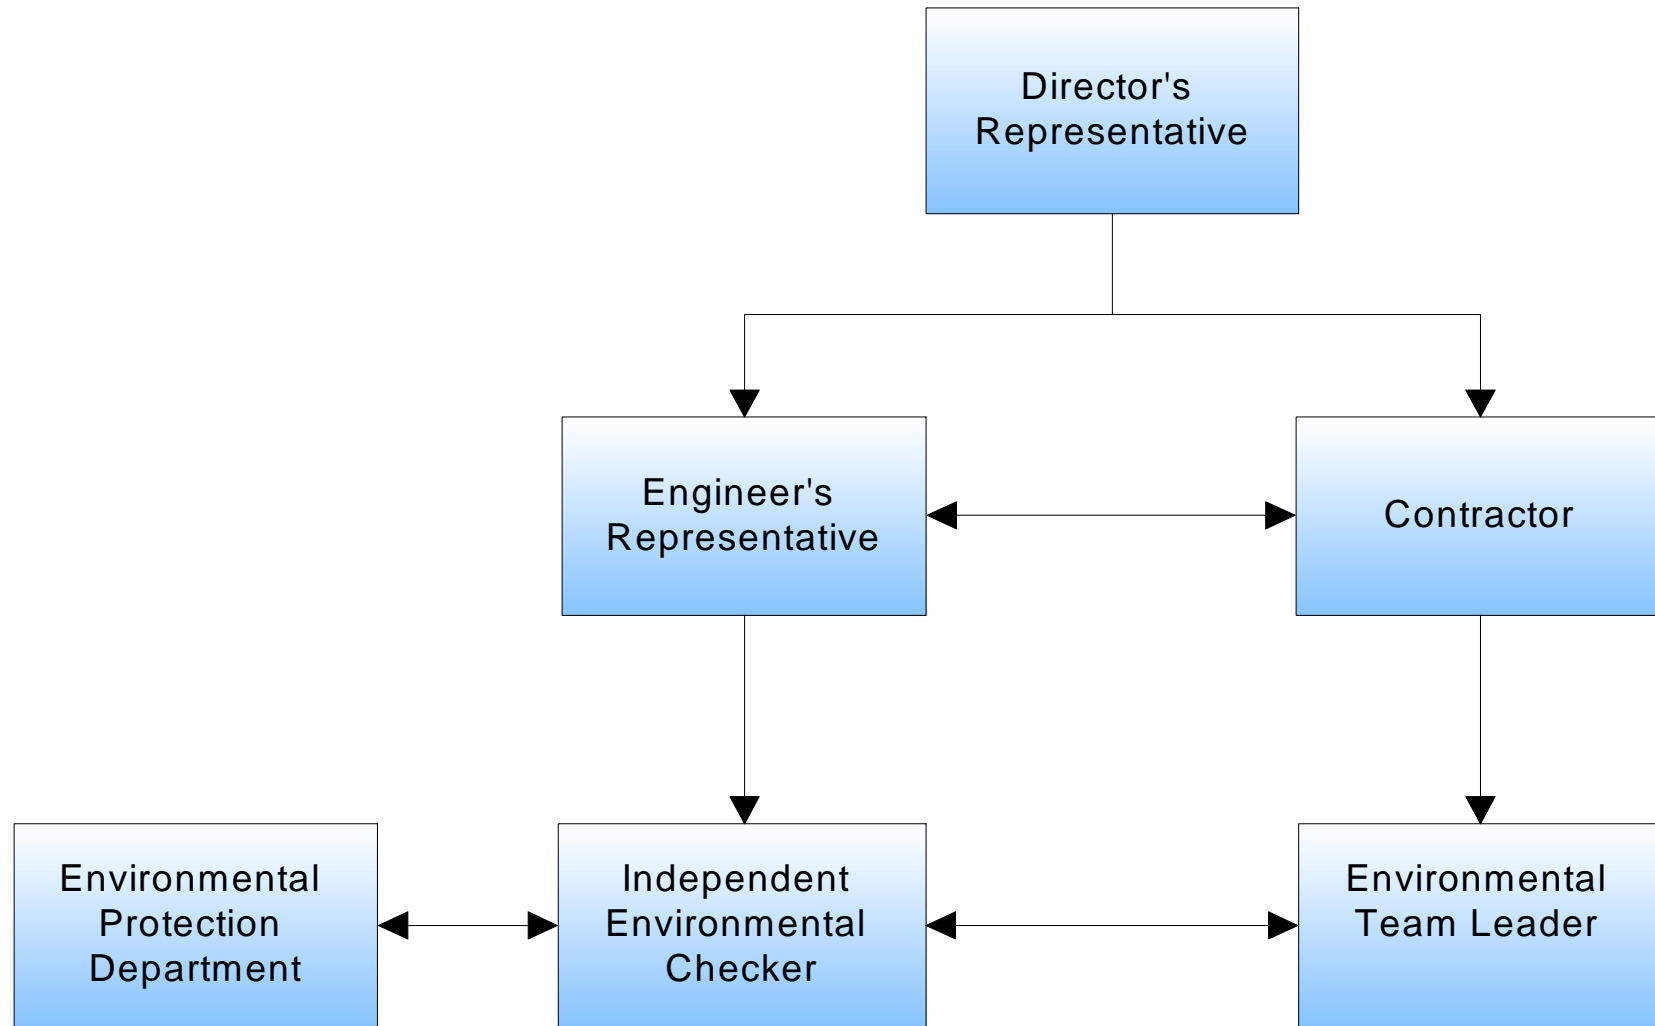 Director's
Representative
Engineer's
Representative
Contractor
Environmental
Protection
Department
Independent
Environmental
Checker
Environmental
Team Leader